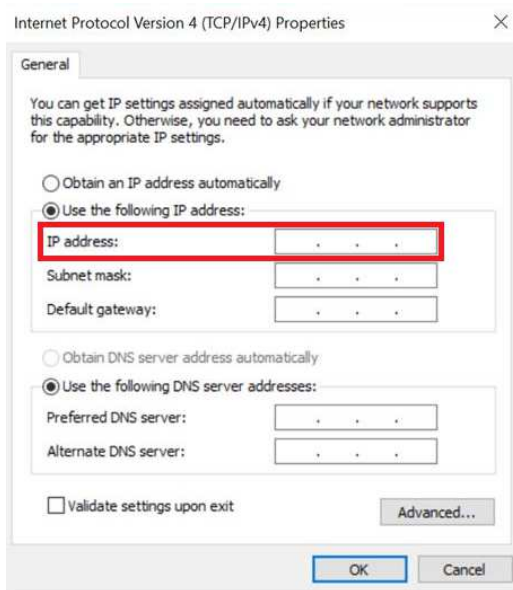 Internet Protocol Version 4 (TCP/IPv4) Properties
General
You can get IP settings assigned automatically if your network supports
this capability. Otherwise, you need to ask your network administrator
for the appropriate IP settings.
Obtain an IP address automatically
Use the following IP address:
IP address:
Subnet mask:
Default gateway:
Obtain DNS server address automatically
Use the following DNS server addresses:
Preferred DNS server:
Alternate DNS server:
Validate settings upon exit
Advanced...
OK Cancel